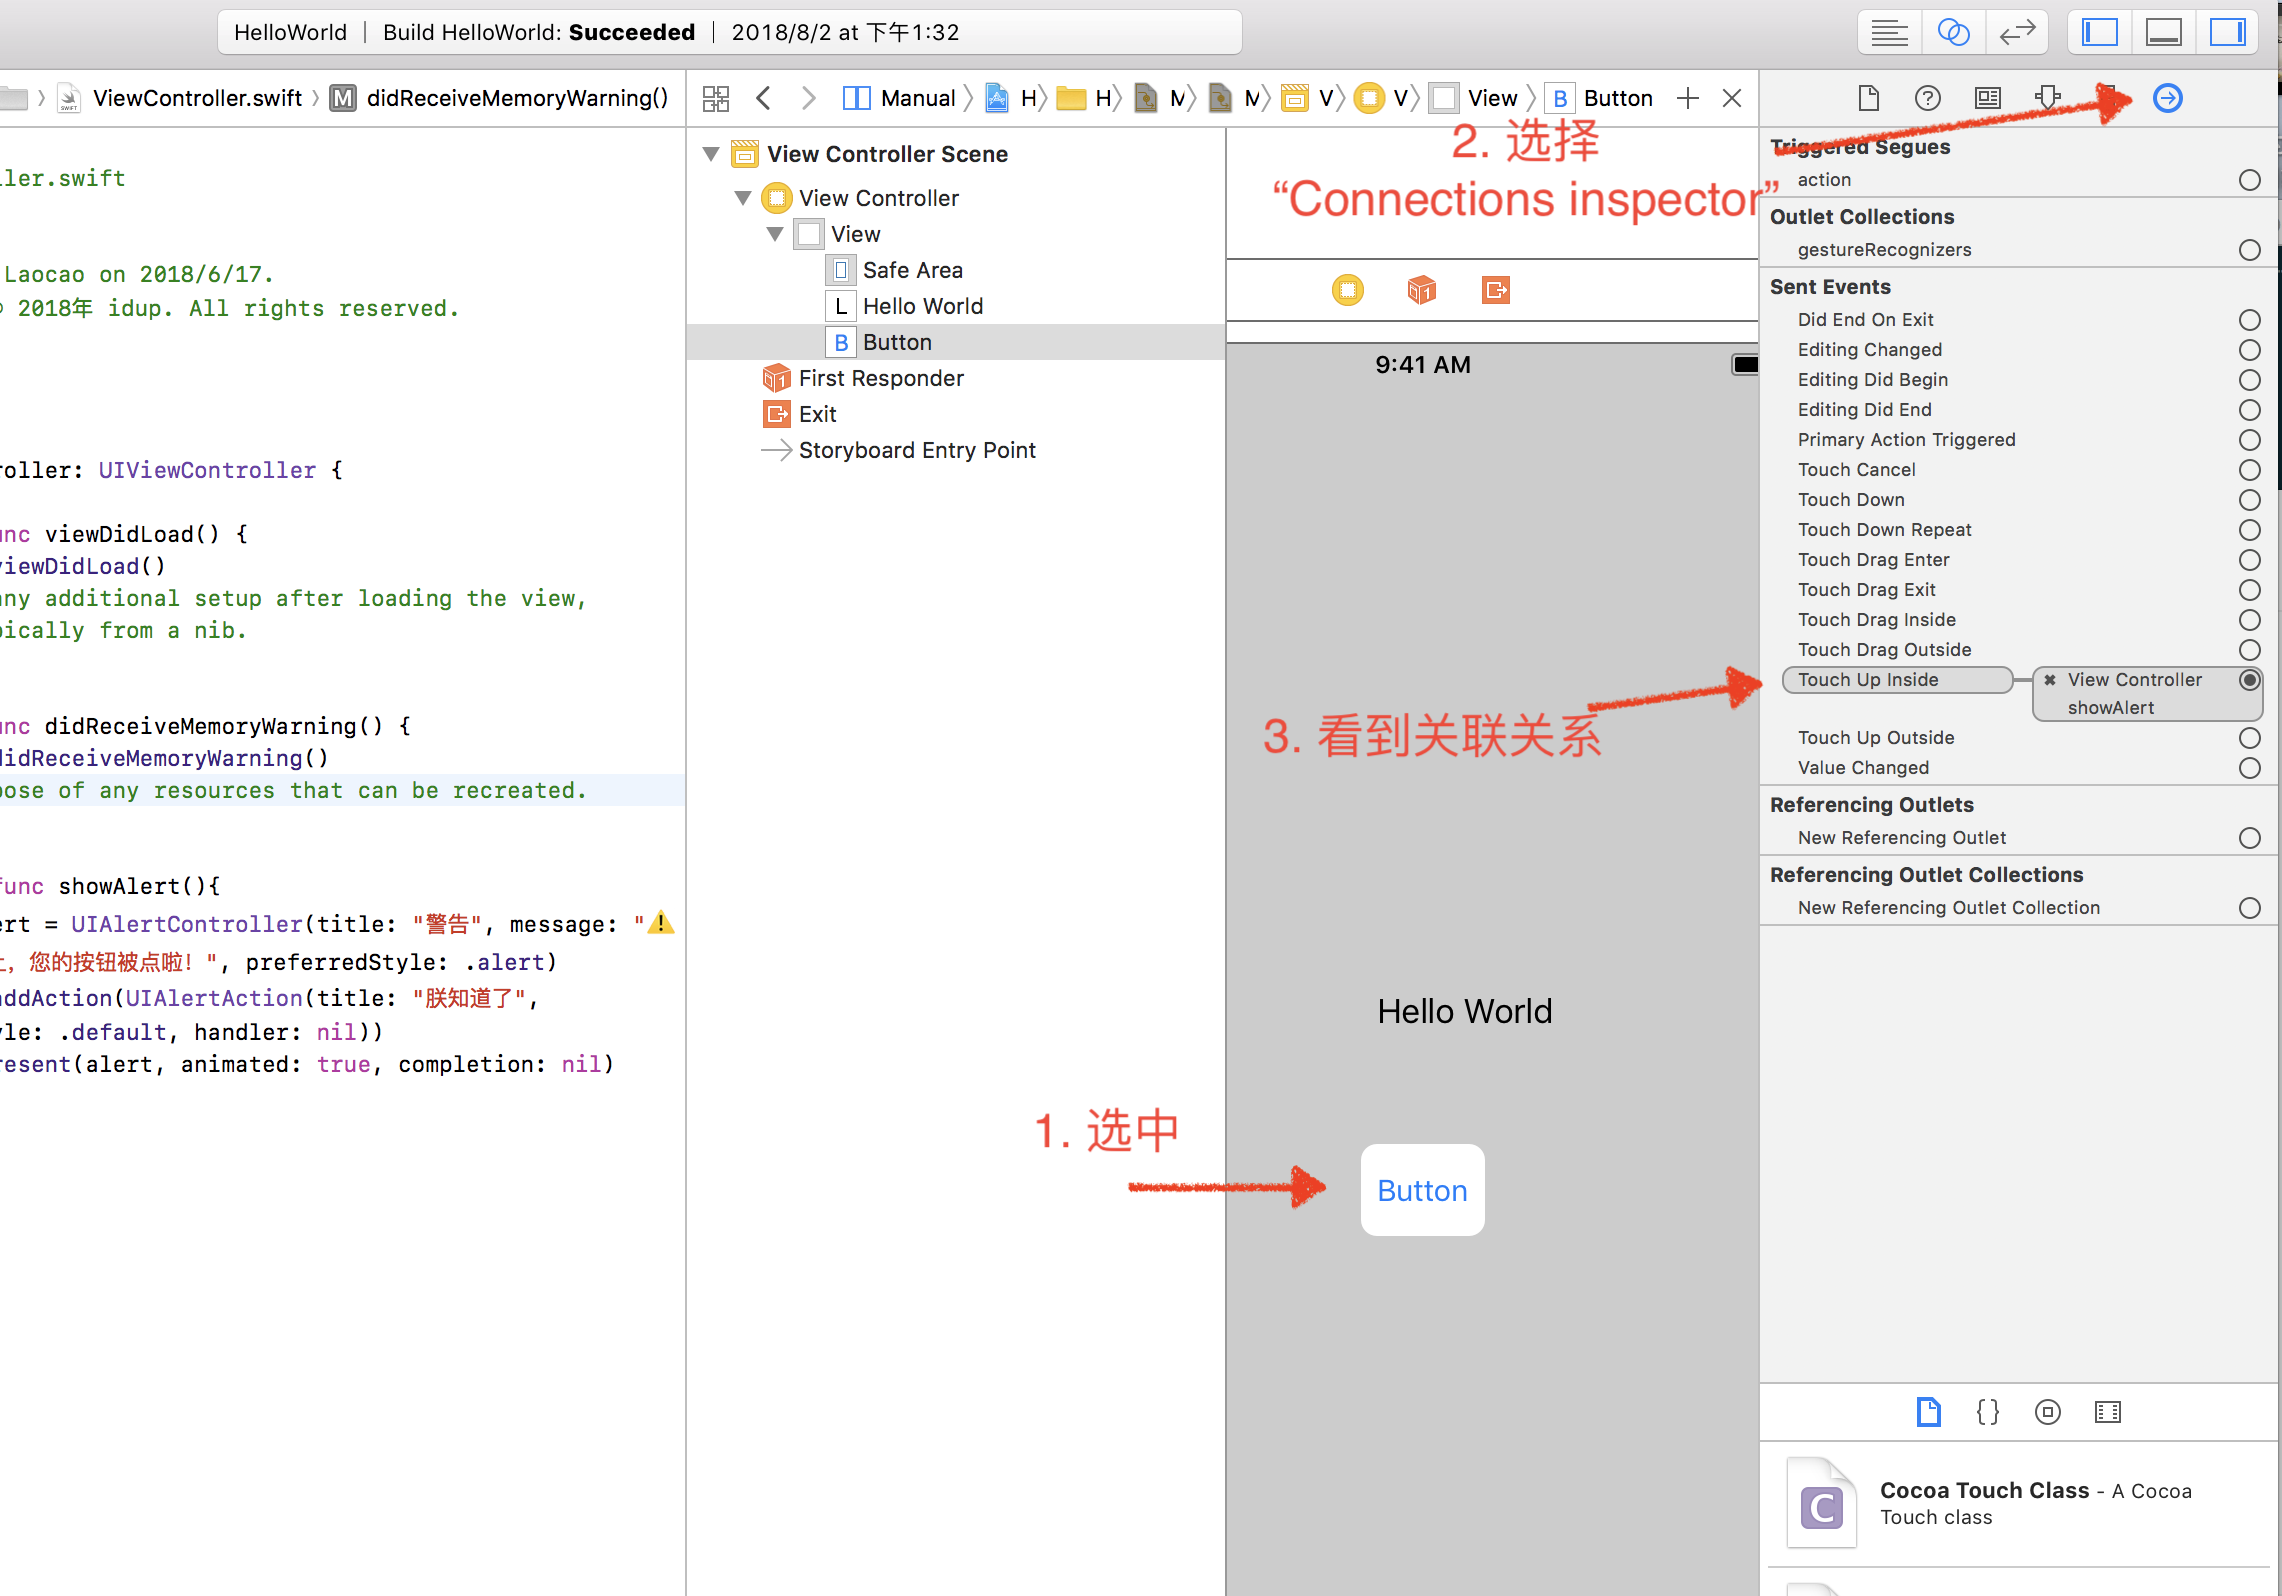 HelloWorld | Build HelloWorld: Succeeded | 2018/8/2 at 下午1:32
ViewController.swift
M didReceiveMemoryWarning()
Manual
H
H
M
M
V
V
View
B Button
ller.swift
Laocao on 2018/6/17.
2018年 idup. All rights reserved.
roller: UIViewController {
unc viewDidLoad() {
viewDidLoad()
any additional setup after loading the view,
pically from a nib.
unc didReceiveMemoryWarning() {
didReceiveMemoryWarning()
pose of any resources that can be recreated.
func showAlert(){
ert = UIAlertController(title: "警告", message: "⚠️
, 您的按钮被点啦！", preferredStyle: .alert)
addAction(UIAlertAction(title: "朕知道了",
yle: .default, handler: nil))
resent(alert, animated: true, completion: nil)
View Controller Scene
View Controller
View
Safe Area
L Hello World
B Button
First Responder
Exit
Storyboard Entry Point
2. 选择
“Connections inspector”
9:41 AM
3. 看到关联关系
Hello World
1. 选中
Button
Triggered Segues
action
Outlet Collections
gestureRecognizers
Sent Events
Did End On Exit
Editing Changed
Editing Did Begin
Editing Did End
Primary Action Triggered
Touch Cancel
Touch Down
Touch Down Repeat
Touch Drag Enter
Touch Drag Exit
Touch Drag Inside
Touch Drag Outside
Touch Up Inside
✖ View Controller
showAlert
Touch Up Outside
Value Changed
Referencing Outlets
New Referencing Outlet
Referencing Outlet Collections
New Referencing Outlet Collection
{}
C
Cocoa Touch Class - A Cocoa
Touch class